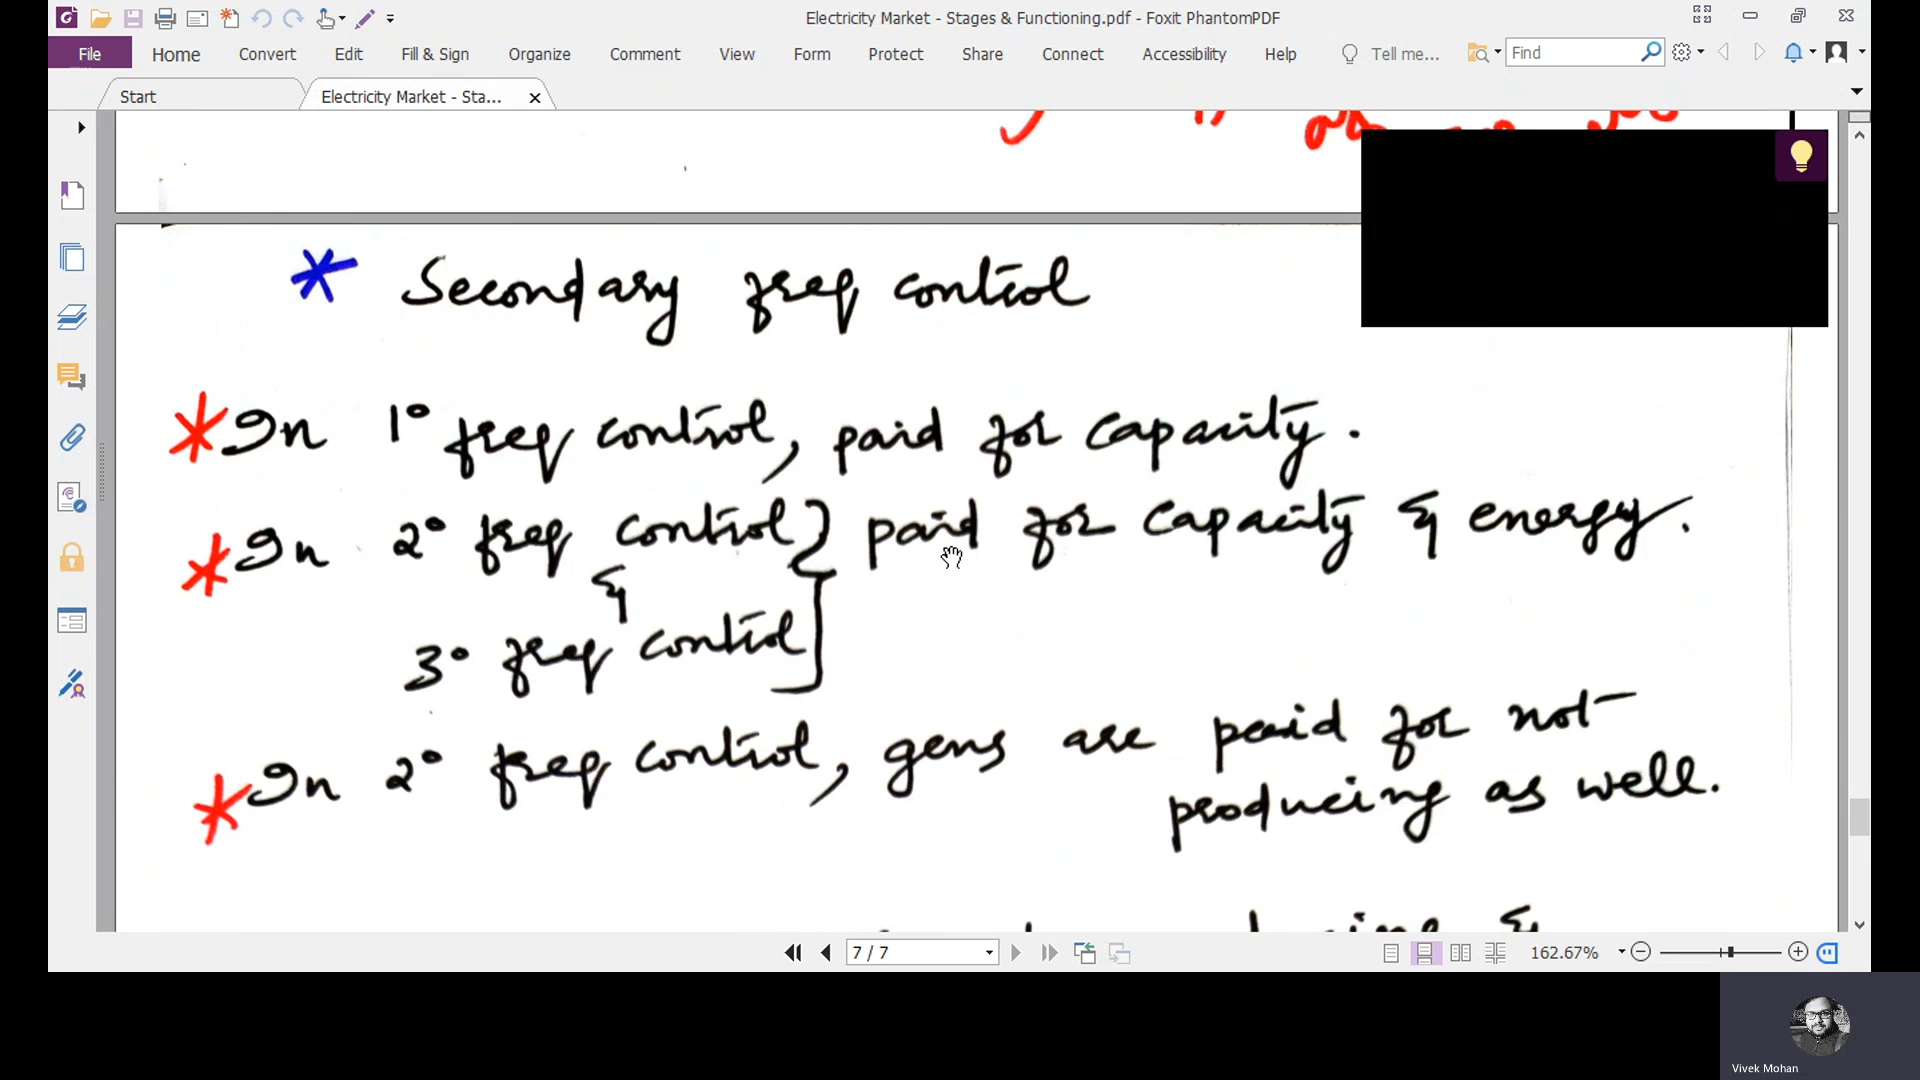 Electricity Market - Stages & Functioning.pdf - Foxit PhantomPDF
File Home Convert Edit Fill & Sign Organize Comment View Form Protect Share Connect Accessibility Help Tell me... Find
Start Electricity Market - Sta...
* Secondary freq control
* In 1° freq control, paid for capacity.
* In 2° freq control } paid for capacity & energy.
&
3° freq control
* In 2° freq control, gens are paid for not
producing as well.
7 / 7 162.67%
Vivek Mohan